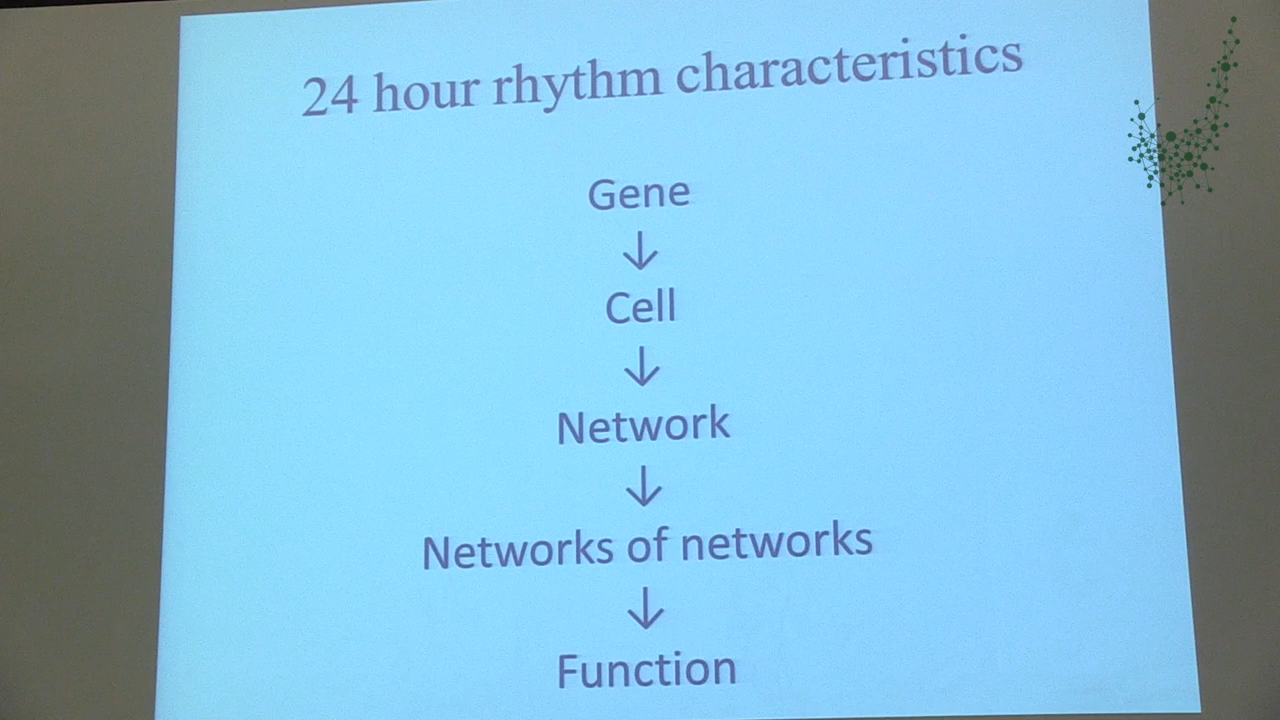 24 hour rhythm characteristics
Gene
↓
Cell
↓
Network
↓
Networks of networks
↓
Function